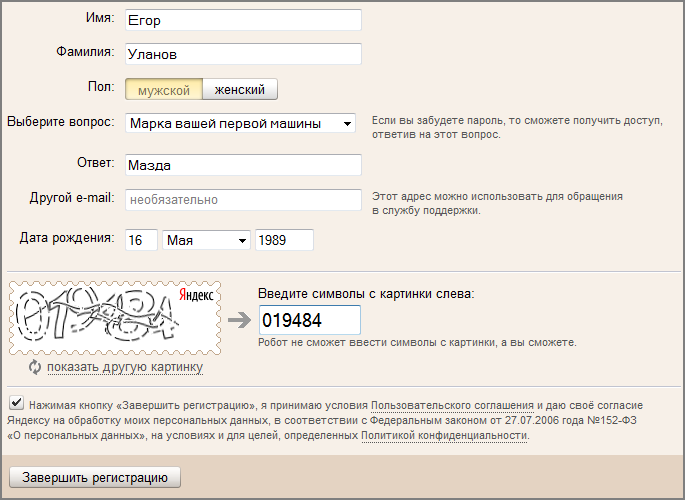 Имя: Егор
Фамилия: Уланов
Пол: мужской женский
Выберите вопрос: Марка вашей первой машины
Если вы забудете пароль, то сможете получить доступ,
ответив на этот вопрос.
Ответ: Мазда
Другой e-mail: необязательно
Этот адрес можно использовать для обращения
в службу поддержки.
Дата рождения: 16 Мая 1989
Яндекс
Введите символы с картинки слева:
019484
Робот не сможет ввести символы с картинки, а вы сможете.
показать другую картинку
Нажимая кнопку «Завершить регистрацию», я принимаю условия Пользовательского соглашения и даю своё согласие
Яндексу на обработку моих персональных данных, в соответствии с Федеральным законом от 27.07.2006 года №152-ФЗ
«О персональных данных», на условиях и для целей, определенных Политикой конфиденциальности.
Завершить регистрацию